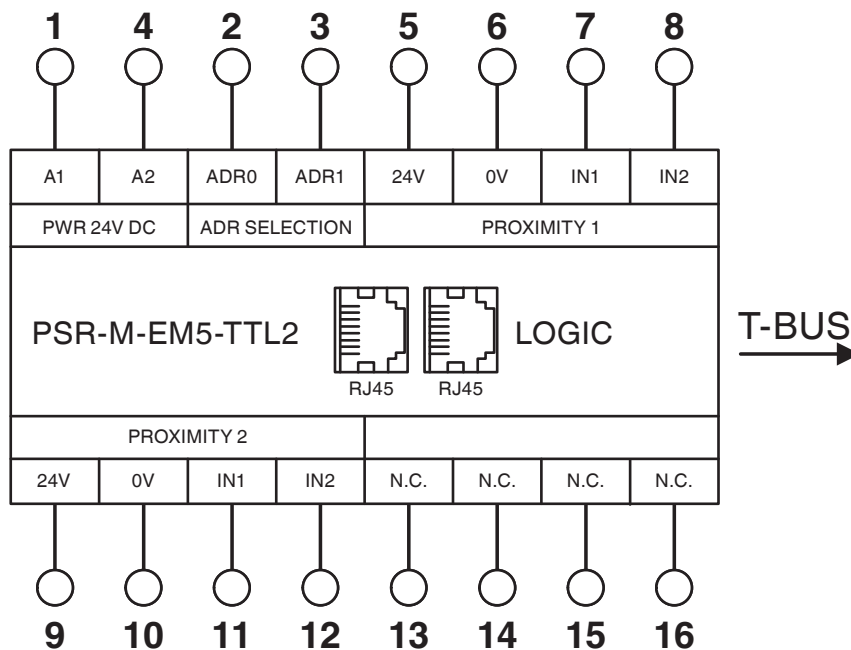 1 4 2 3 5 6 7 8
A1 A2 ADR0 ADR1 24V 0V IN1 IN2
PWR 24V DC ADR SELECTION PROXIMITY 1
PSR-M-EM5-TTL2 LOGIC T-BUS
RJ45 RJ45
PROXIMITY 2
24V 0V IN1 IN2 N.C. N.C. N.C. N.C.
9 10 11 12 13 14 15 16